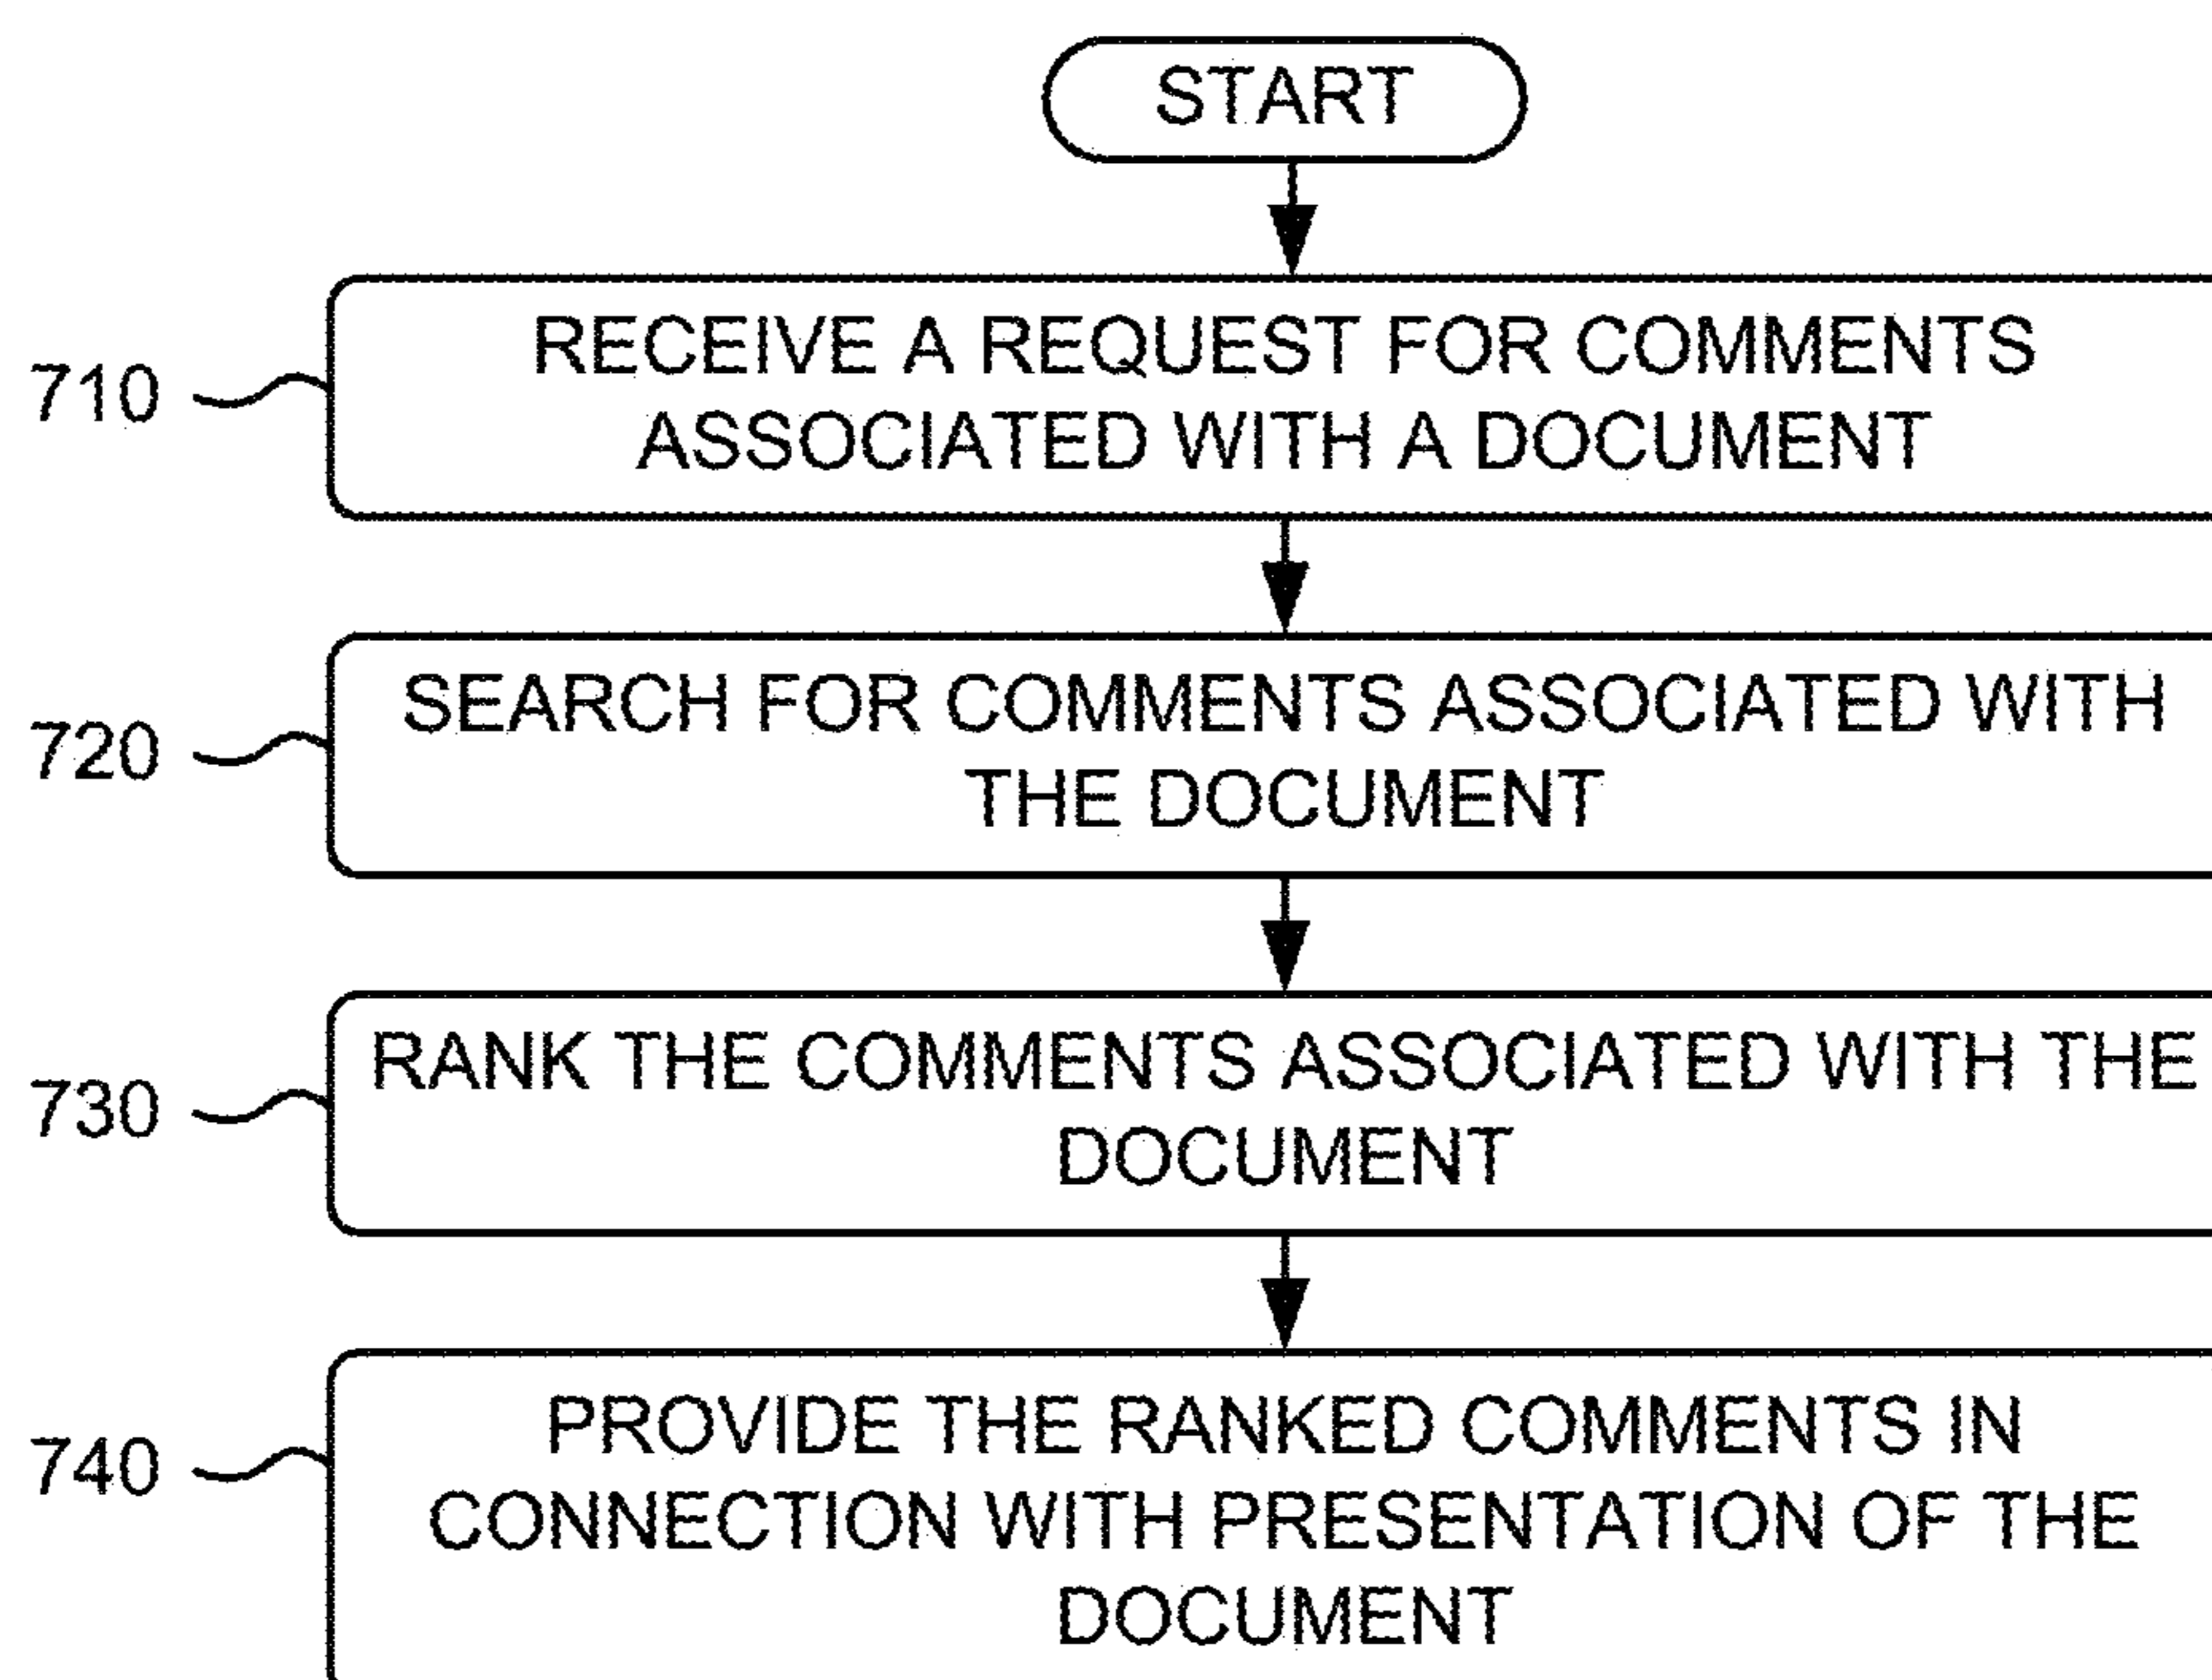 START
710
RECEIVE A REQUEST FOR COMMENTS
ASSOCIATED WITH A DOCUMENT
720
SEARCH FOR COMMENTS ASSOCIATED WITH
THE DOCUMENT
730
RANK THE COMMENTS ASSOCIATED WITH THE
DOCUMENT
740
PROVIDE THE RANKED COMMENTS IN
CONNECTION WITH PRESENTATION OF THE
DOCUMENT